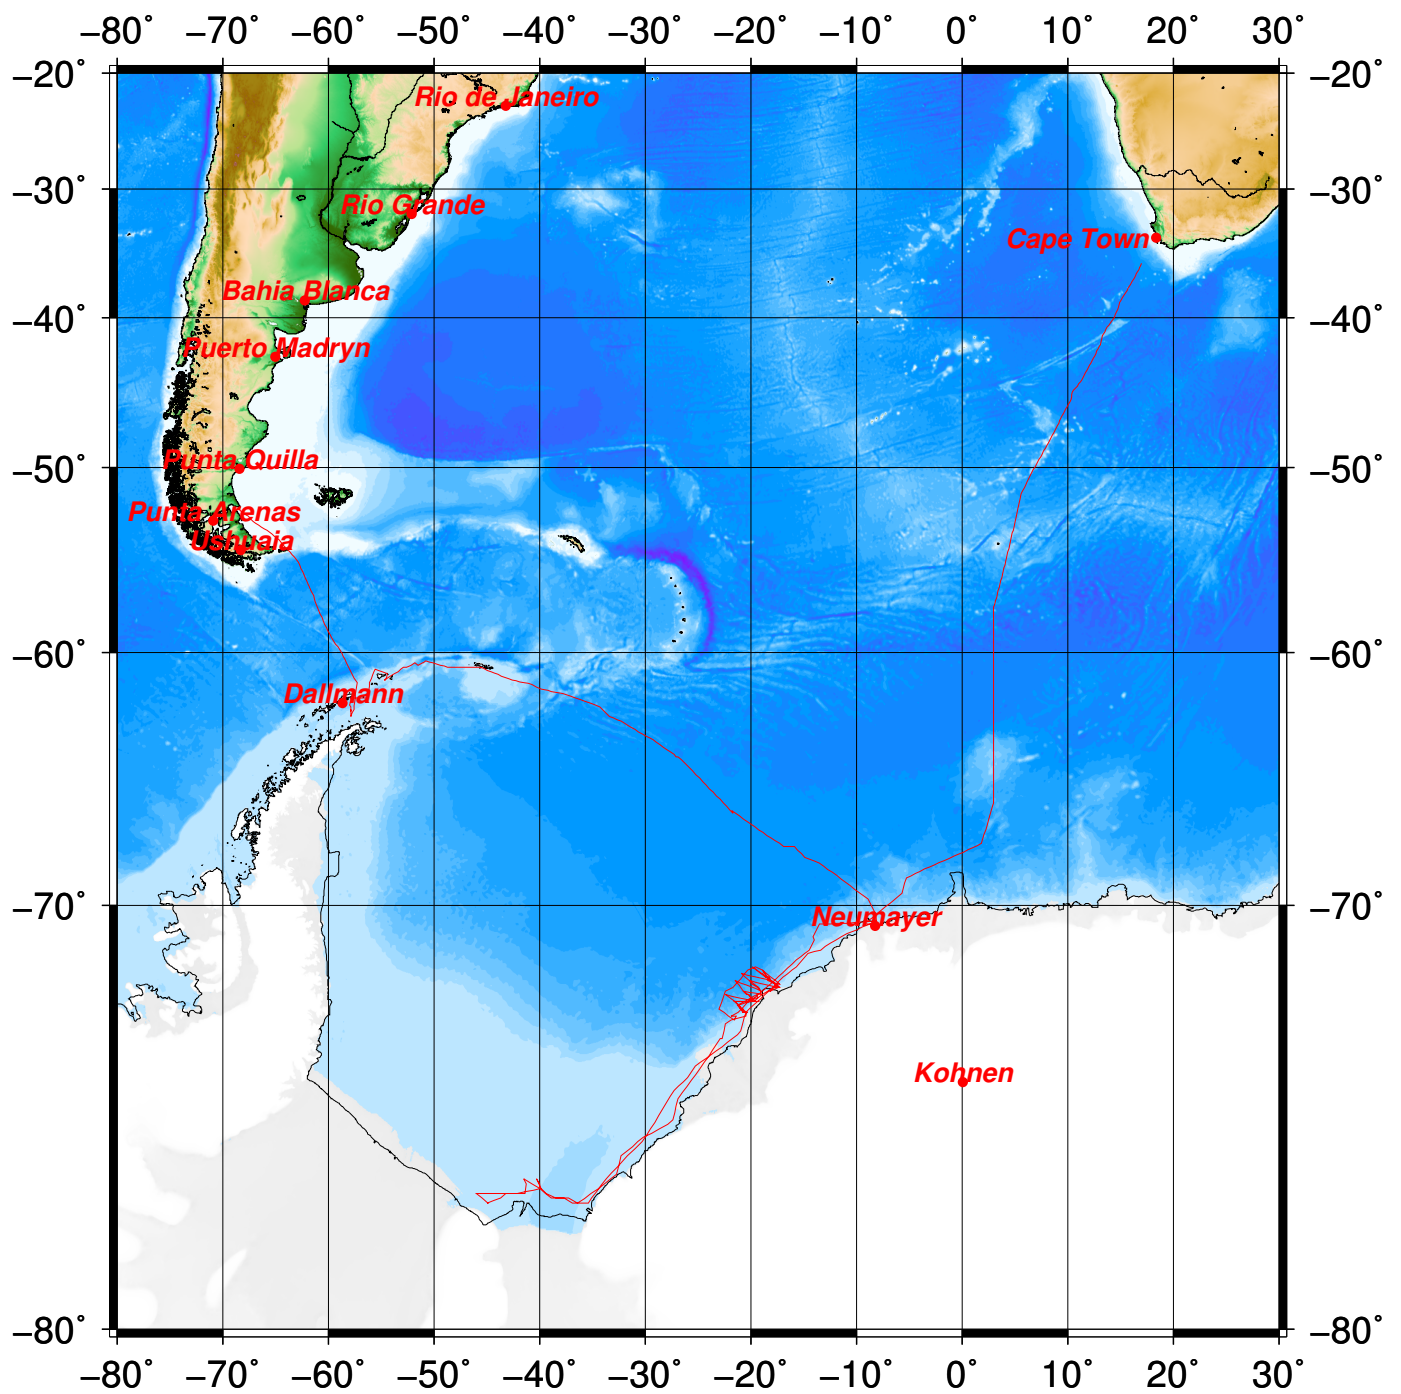 −80° −70° −60° −50° −40° −30° −20° −10° 0° 10° 20° 30°
−20° −20°
Rio de Janeiro
−30° −30°
Rio Grande
Cape Town
Bahia Blanca
−40° −40°
Puerto Madryn
Punta Quilla
−50° −50°
Punta Arenas
Ushuaia
−60° −60°
Dallmann
−70° −70°
Neumayer
Kohnen
−80° −80°
−80° −70° −60° −50° −40° −30° −20° −10° 0° 10° 20° 30°